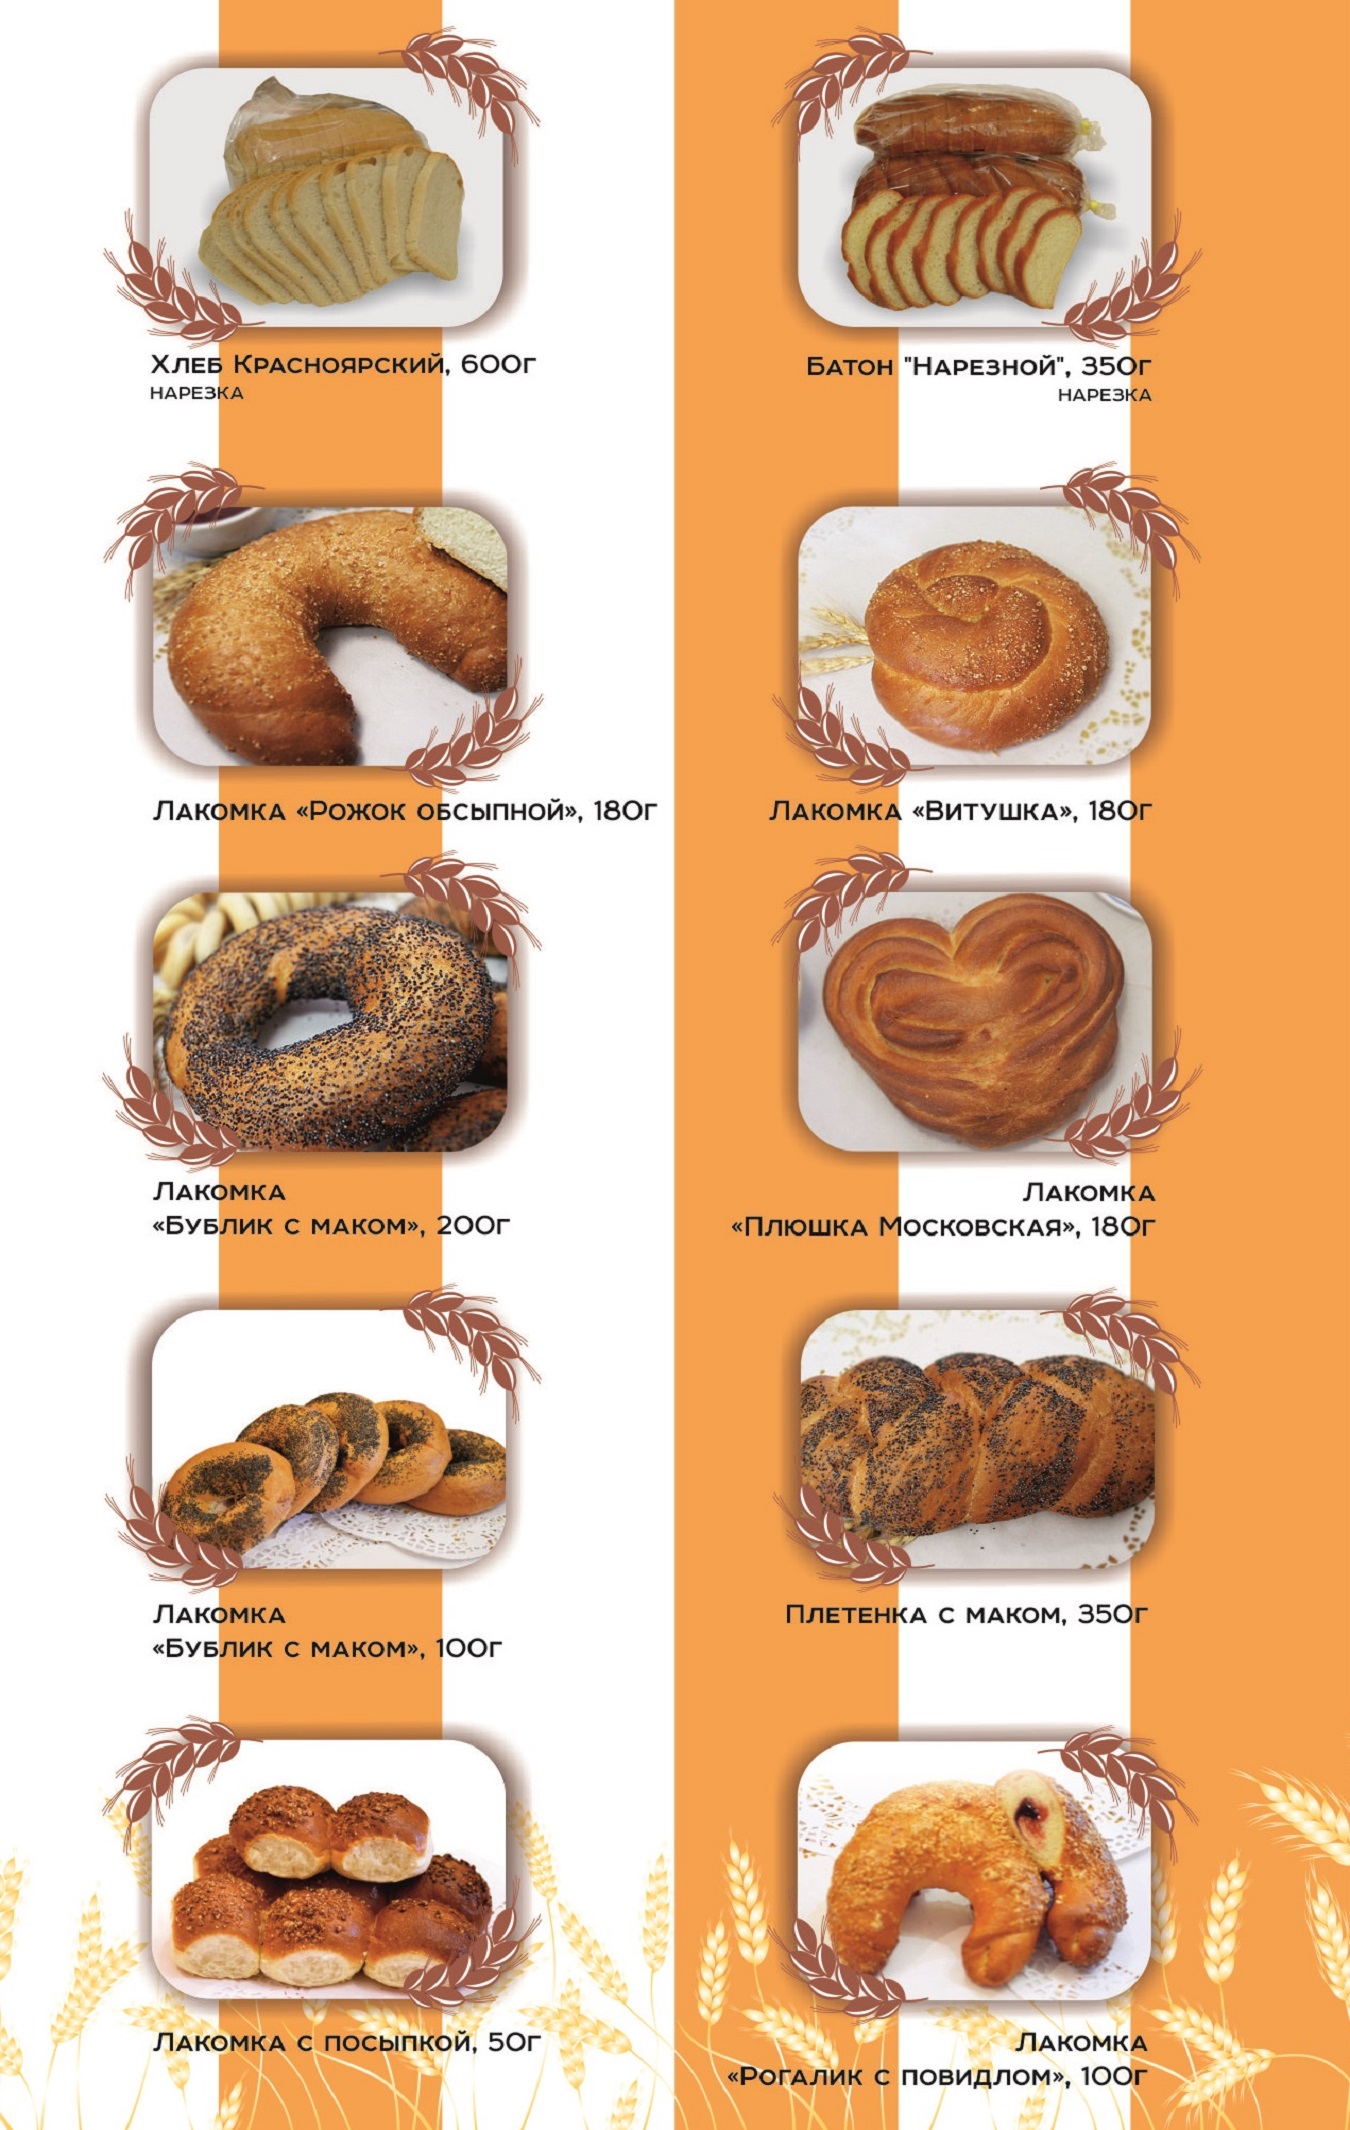 Хлеб Красноярский, 600г
нарезка
Батон "Нарезной", 350г
нарезка
Лакомка «Рожок обсыпной», 180г
Лакомка «Витушка», 180г
Лакомка
«Бублик с маком», 200г
Лакомка
«Плюшка Московская», 180г
Лакомка
«Бублик с маком», 100г
Плетенка с маком, 350г
Лакомка с посыпкой, 50г
Лакомка
«Рогалик с повидлом», 100г